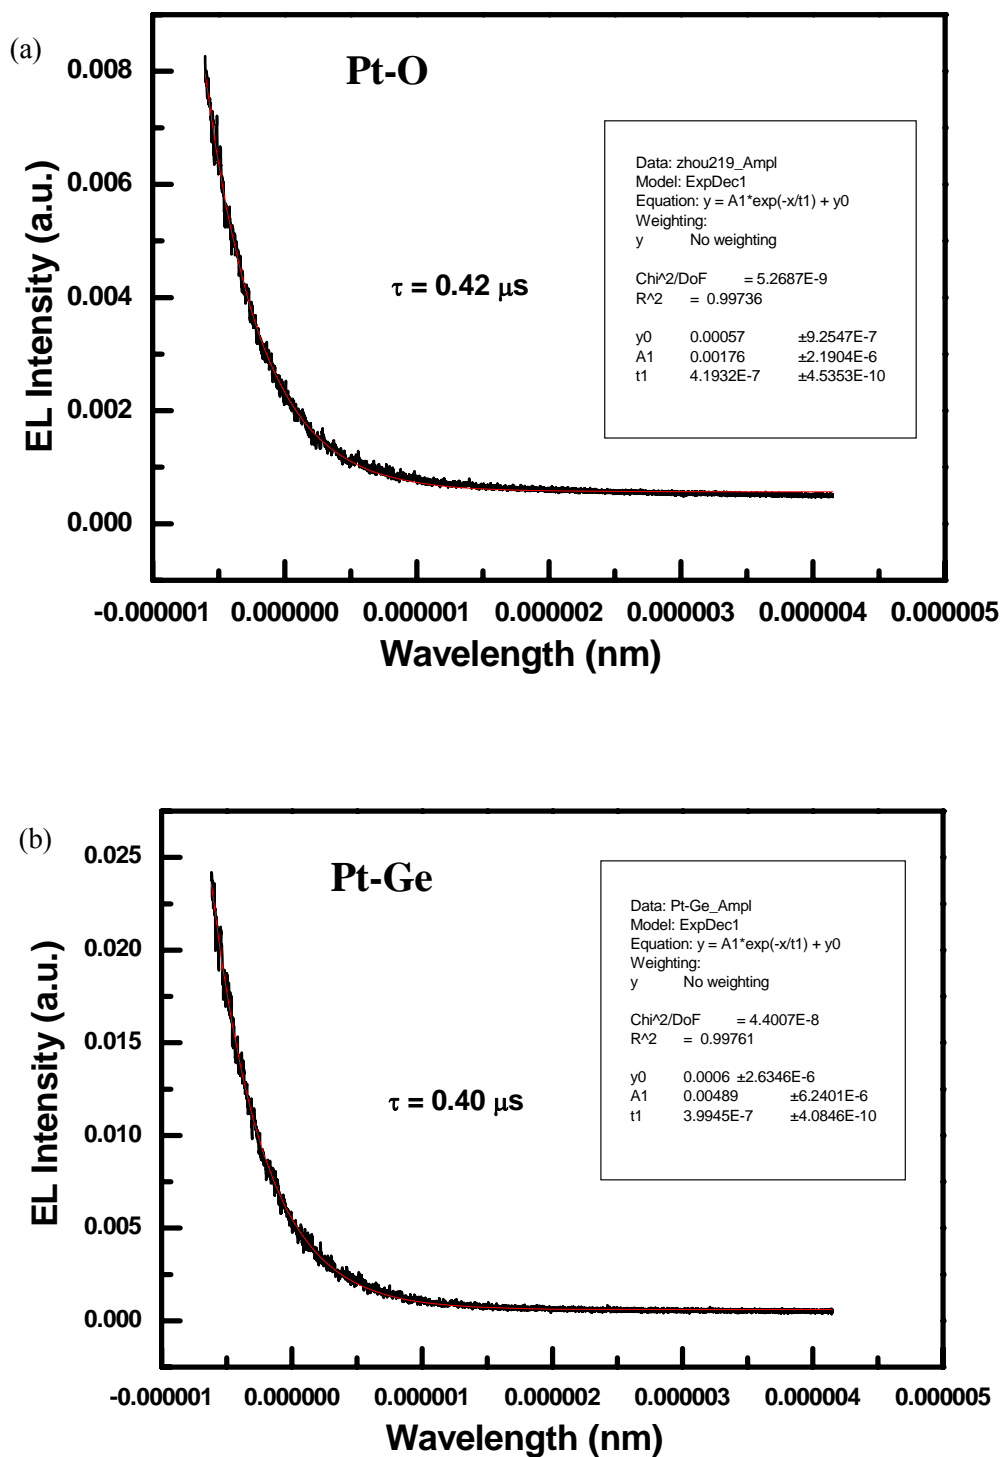 (a)
Pt-O
0.008
0.006
0.004
0.002
0.000
EL Intensity (a.u.)
τ = 0.42 μs
Data: zhou219_Ampl
Model: ExpDec1
Equation: y = A1*exp(-x/t1) + y0
Weighting:
y No weighting
Chi^2/DoF = 5.2687E-9
R^2 = 0.99736
y0 0.00057 ±9.2547E-7
A1 0.00176 ±2.1904E-6
t1 4.1932E-7 ±4.5353E-10
-0.000001 0.000000 0.000001 0.000002 0.000003 0.000004 0.000005
Wavelength (nm)
(b)
Pt-Ge
0.025
0.020
0.015
0.010
0.005
0.000
EL Intensity (a.u.)
τ = 0.40 μs
Data: Pt-Ge_Ampl
Model: ExpDec1
Equation: y = A1*exp(-x/t1) + y0
Weighting:
y No weighting
Chi^2/DoF = 4.4007E-8
R^2 = 0.99761
y0 0.0006 ±2.6346E-6
A1 0.00489 ±6.2401E-6
t1 3.9945E-7 ±4.0846E-10
-0.000001 0.000000 0.000001 0.000002 0.000003 0.000004 0.000005
Wavelength (nm)